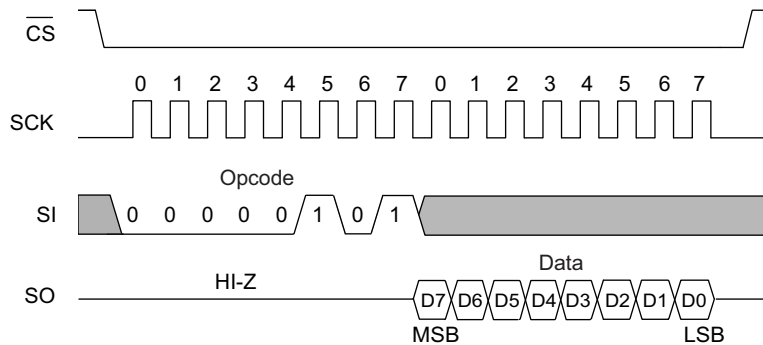 CS
0 1 2 3 4 5 6 7 0 1 2 3 4 5 6 7
SCK
Opcode
SI 0 0 0 0 0 1 0 1
Data
HI-Z
SO D7 D6 D5 D4 D3 D2 D1 D0
MSB LSB